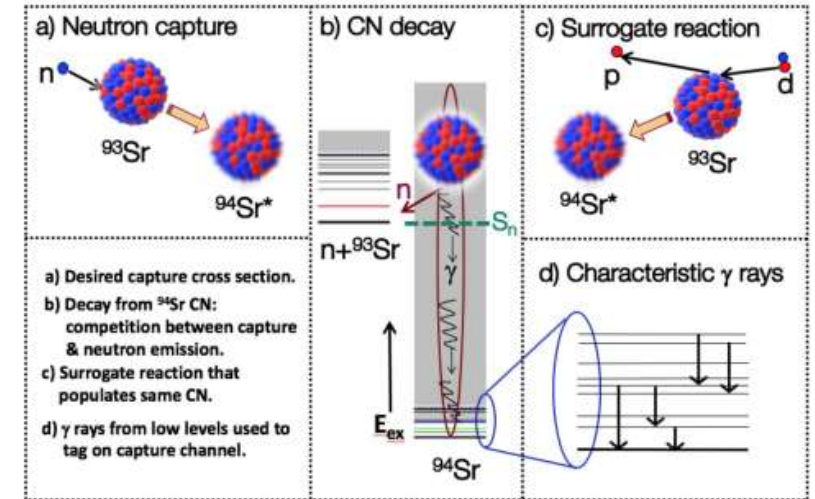 a) Neutron capture
n
⁹³Sr
⁹⁴Sr*
b) CN decay
n
Sₙ
n+⁹³Sr
γ
Eₑₓ
⁹⁴Sr
c) Surrogate reaction
p
d
⁹³Sr
⁹⁴Sr*
a) Desired capture cross section.
b) Decay from ⁹⁴Sr CN:
competition between capture
& neutron emission.
c) Surrogate reaction that
populates same CN.
d) γ rays from low levels used to
tag on capture channel.
d) Characteristic γ rays